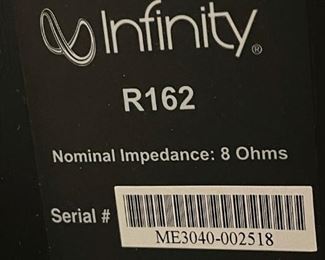 Infinity®
R162
Nominal Impedance: 8 Ohms
Serial #
ME3040-002518